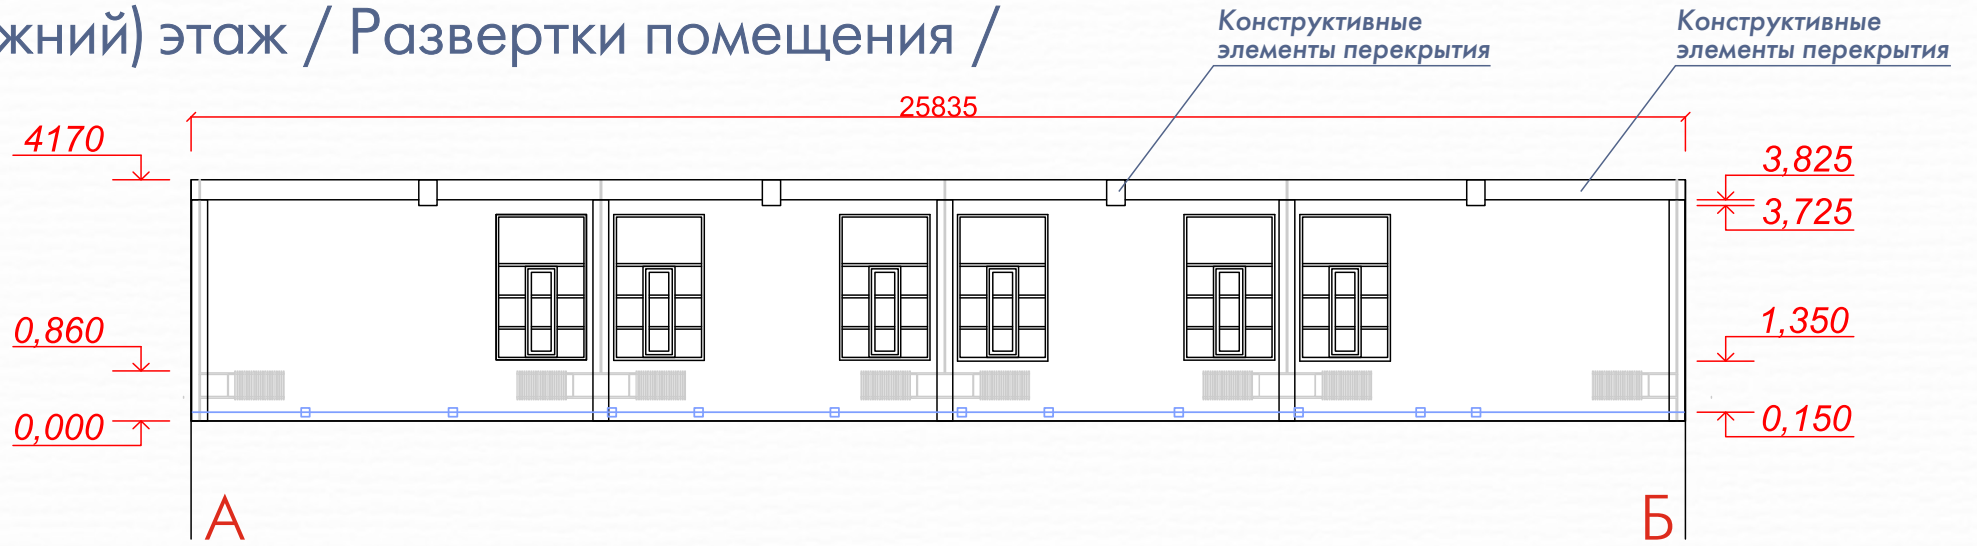 жний) этаж / Развертки помещения /
Конструктивные
элементы перекрытия
Конструктивные
элементы перекрытия
25835
4170
3,825
3,725
0,860
1,350
0,000
0,150
А
Б